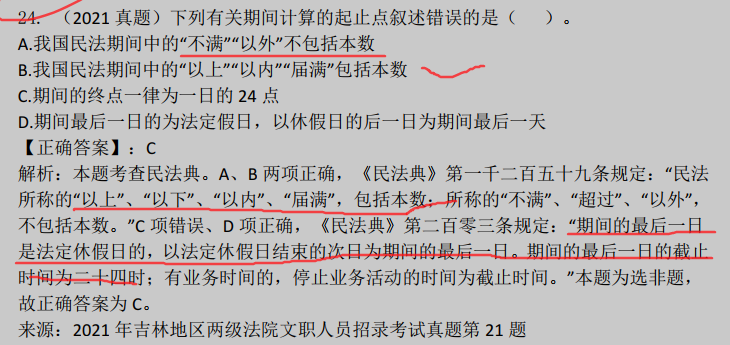 24. （2021 真题）下列有关期间计算的起止点叙述错误的是（　）。
A.我国民法期间中的“不满”“以外”不包括本数
B.我国民法期间中的“以上”“以内”“届满”包括本数
C.期间的终点一律为一日的 24 点
D.期间最后一日的为法定假日，以休假日的后一日为期间最后一天
【正确答案】：C
解析：本题考查民法典。A、B 两项正确，《民法典》第一千二百五十九条规定：“民法
所称的“以上”、“以下”、“以内”、“届满”，包括本数；所称的“不满”、“超过”、“以外”，
不包括本数。”C 项错误、D 项正确，《民法典》第二百零三条规定：“期间的最后一日
是法定休假日的，以法定休假日结束的次日为期间的最后一日。期间的最后一日的截止
时间为二十四时；有业务时间的，停止业务活动的时间为截止时间。”本题为选非题，
故正确答案为 C。
来源：2021 年吉林地区两级法院文职人员招录考试真题第 21 题